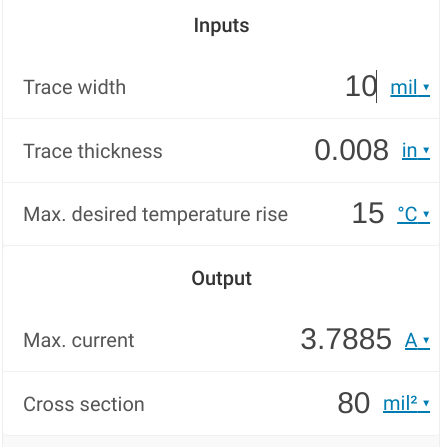 Inputs
Trace width 10 mil ▾
Trace thickness 0.008 in ▾
Max. desired temperature rise 15 °C ▾
Output
Max. current 3.7885 A ▾
Cross section 80 mil² ▾